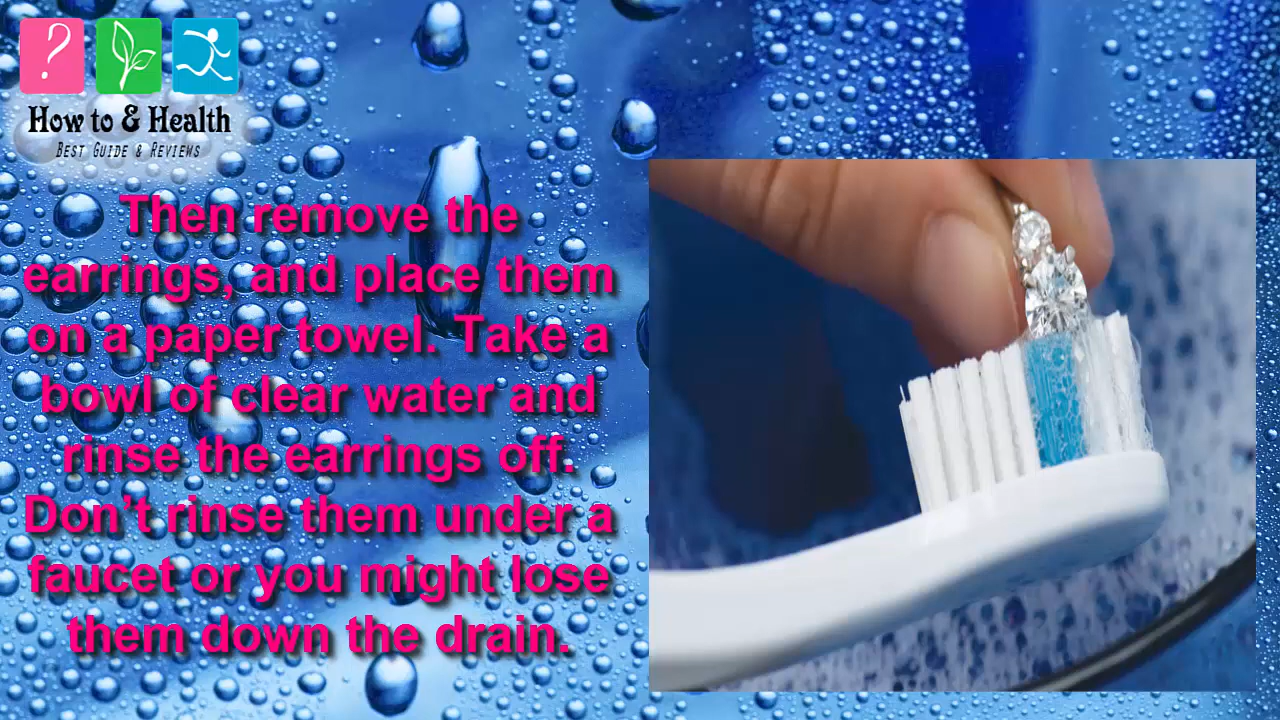 ?
How to & Health
BEST GUIDE & REVIEWS
Then remove the
earrings, and place them
on a paper towel. Take a
bowl of clear water and
rinse the earrings off.
Don't rinse them under a
faucet or you might lose
them down the drain.